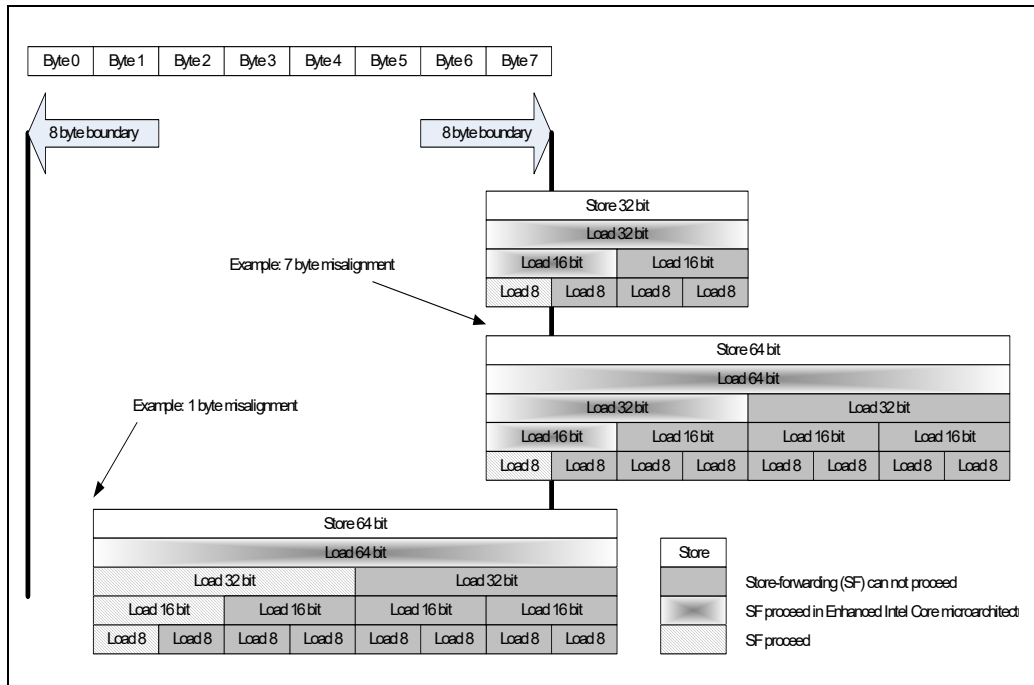 Byte 0 Byte 1 Byte 2 Byte 3 Byte 4 Byte 5 Byte 6 Byte 7
8 byte boundary 8 byte boundary
Store 32 bit
Load 32 bit
Example: 7 byte misalignment
Load 16 bit Load 16 bit
Load 8 Load 8 Load 8 Load 8
Store 64 bit
Load 64 bit
Example: 1 byte misalignment
Load 32 bit Load 32 bit
Load 16 bit Load 16 bit Load 16 bit Load 16 bit
Load 8 Load 8 Load 8 Load 8 Load 8 Load 8 Load 8 Load 8
Store 64 bit
Load 64 bit
Load 32 bit Load 32 bit
Load 16 bit Load 16 bit Load 16 bit Load 16 bit
Load 8 Load 8 Load 8 Load 8 Load 8 Load 8 Load 8 Load 8
Store
Store-forwarding (SF) can not proceed
SF proceed in Enhanced Intel Core microarchitect
SF proceed